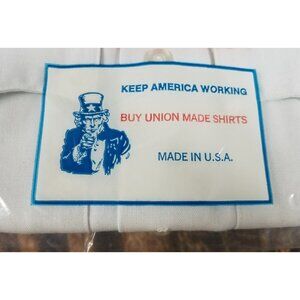 KEEP AMERICA WORKING
BUY UNION MADE SHIRTS
MADE IN U.S.A.